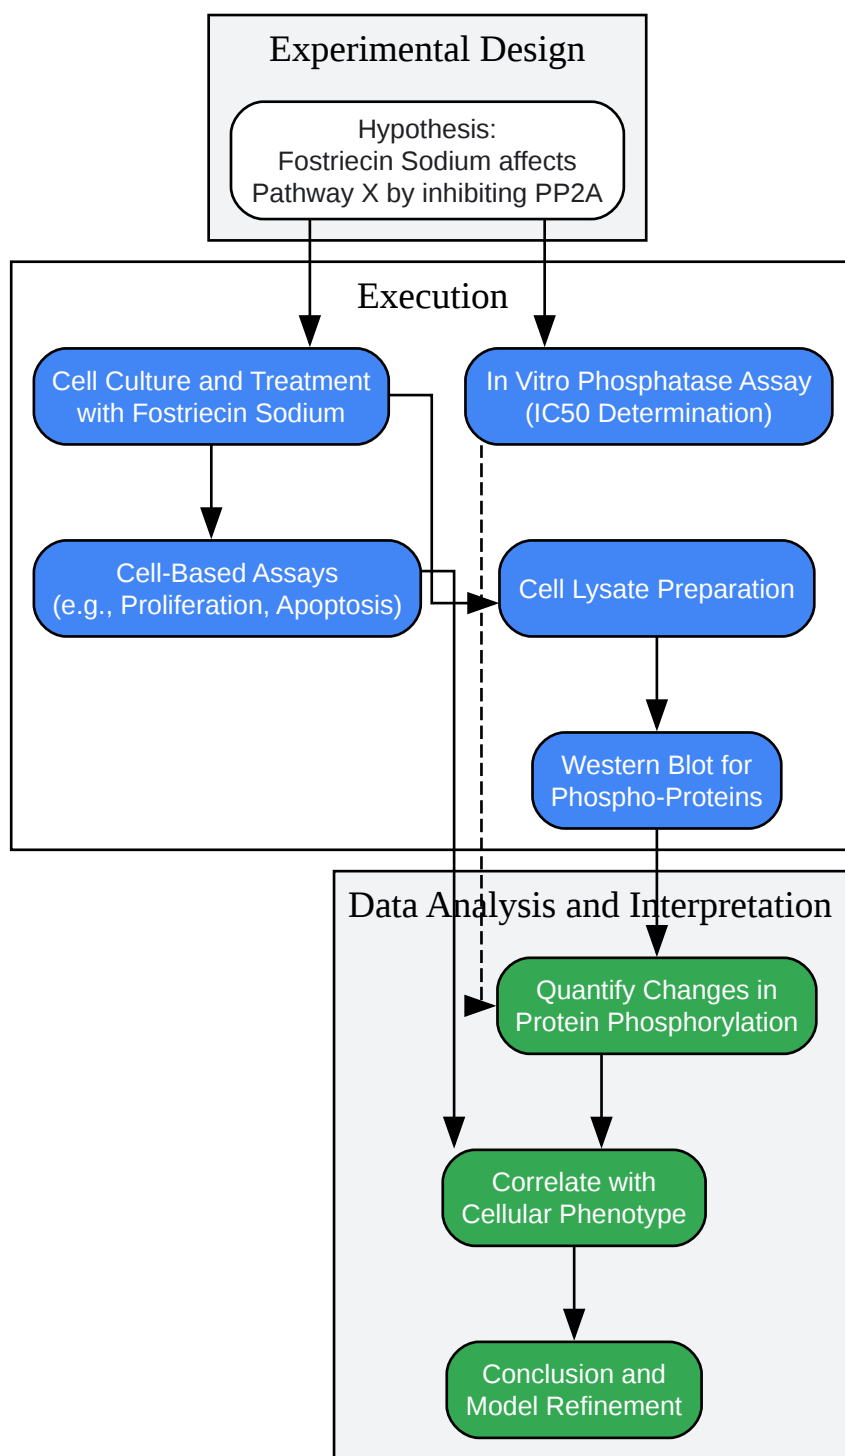 Experimental Design
Hypothesis:
Fostriecin Sodium affects
Pathway X by inhibiting PP2A
Execution
Cell Culture and Treatment
with Fostriecin Sodium
In Vitro Phosphatase Assay
(IC50 Determination)
Cell-Based Assays
(e.g., Proliferation, Apoptosis)
Cell Lysate Preparation
Western Blot for
Phospho-Proteins
Data Analysis and Interpretation
Quantify Changes in
Protein Phosphorylation
Correlate with
Cellular Phenotype
Conclusion and
Model Refinement